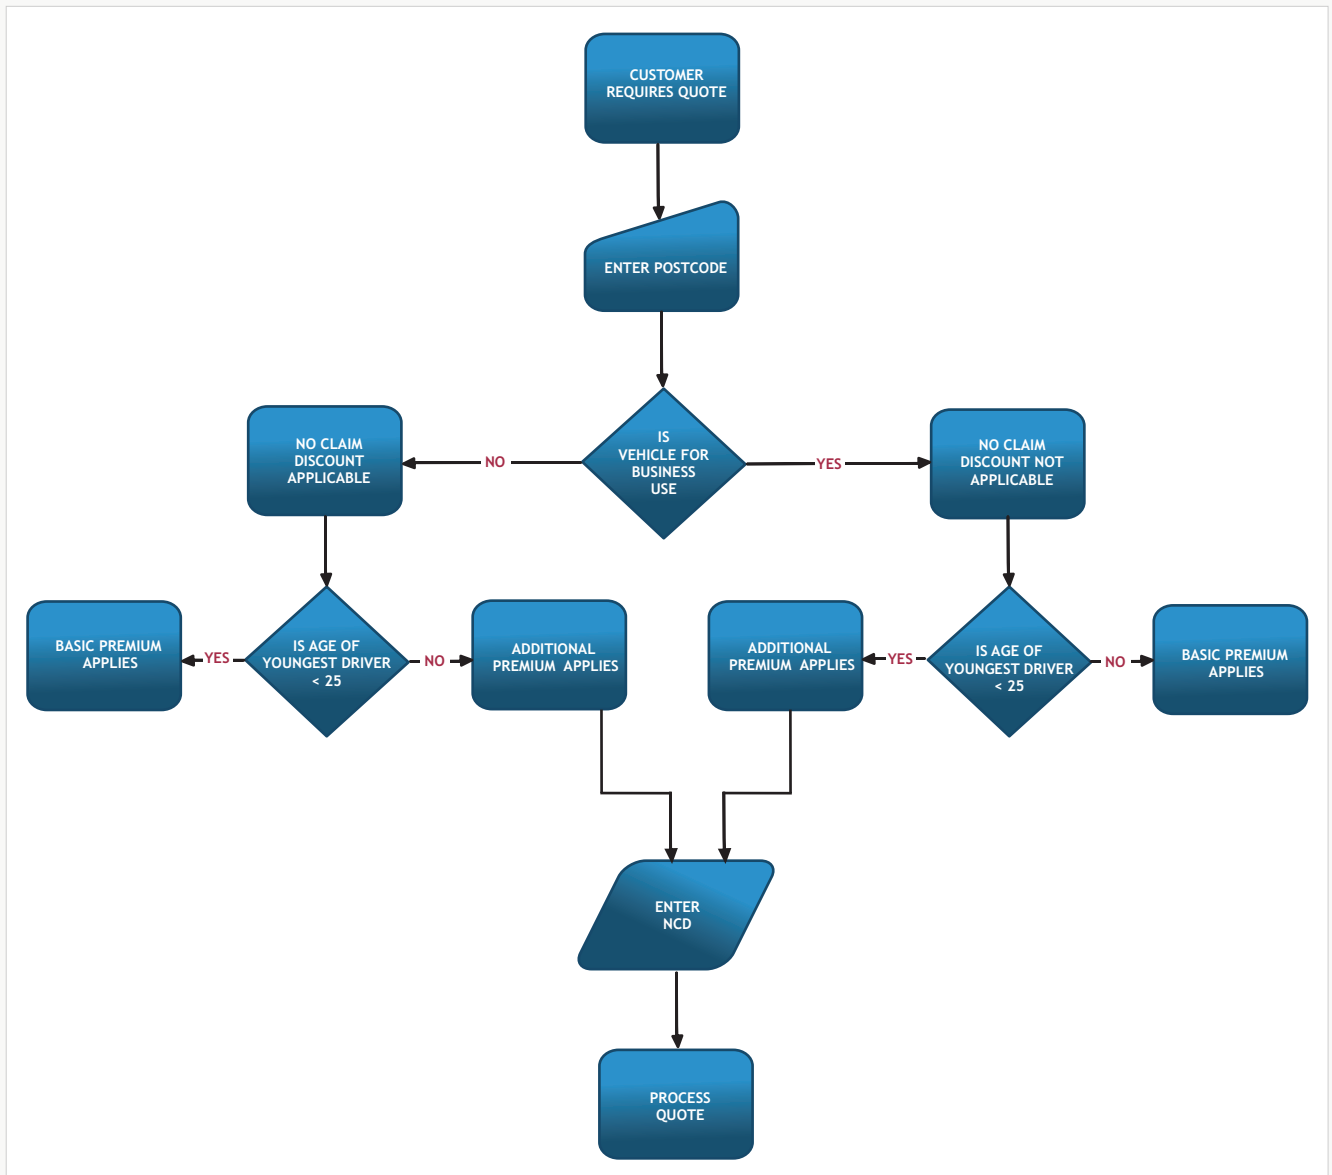 CUSTOMER
REQUIRES QUOTE
ENTER POSTCODE
IS
VEHICLE FOR
BUSINESS
USE
NO
YES
NO CLAIM
DISCOUNT
APPLICABLE
NO CLAIM
DISCOUNT NOT
APPLICABLE
BASIC PREMIUM
APPLIES
YES
IS AGE OF
YOUNGEST DRIVER
< 25
NO
ADDITIONAL
PREMIUM  APPLIES
ADDITIONAL
PREMIUM  APPLIES
YES
IS AGE OF
YOUNGEST DRIVER
< 25
NO
BASIC PREMIUM
APPLIES
ENTER
NCD
PROCESS
QUOTE